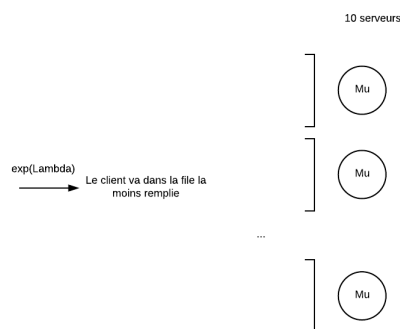 10 serveurs
Mu
exp(Lambda)
Le client va dans la file la
moins remplie
Mu
...
Mu